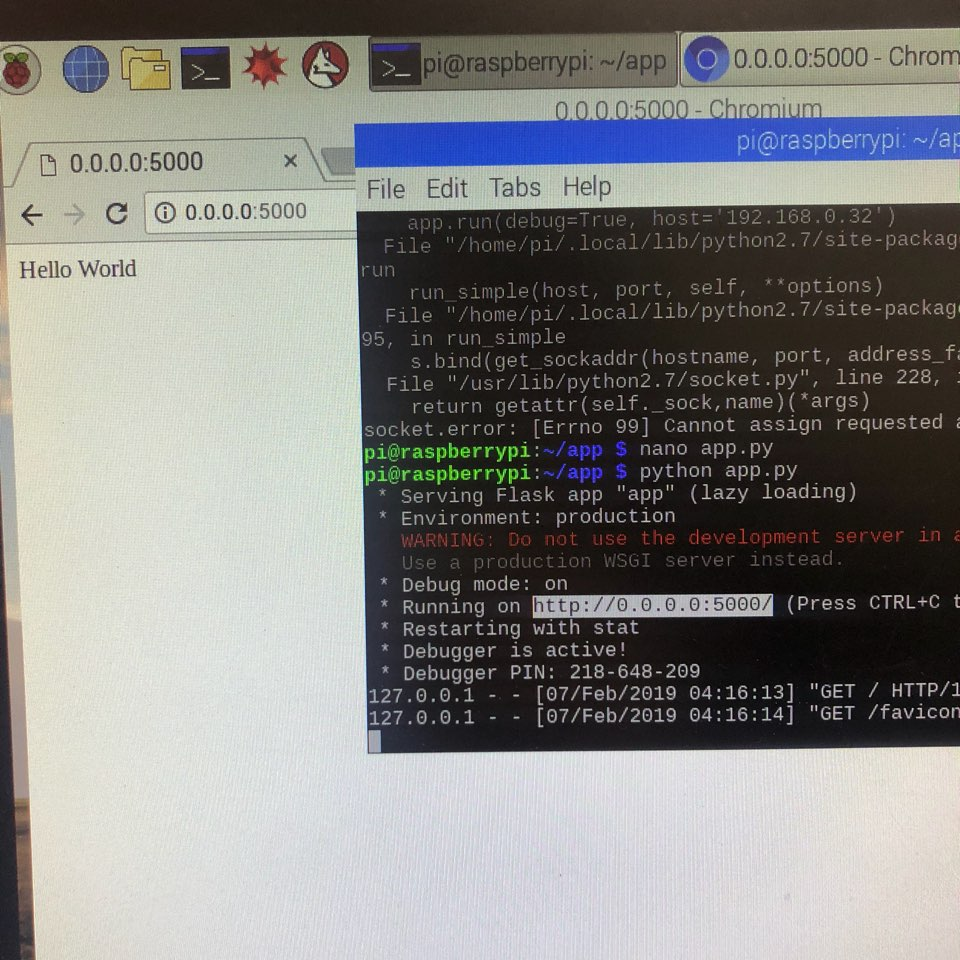 pi@raspberrypi: ~/app
0.0.0.0:5000 - Chrom
0.0.0.0:5000 - Chromium
0.0.0.0:5000
0.0.0.0:5000
Hello World
pi@raspberrypi: ~/ap
File Edit Tabs Help
app.run(debug=True, host='192.168.0.32')
File "/home/pi/.local/lib/python2.7/site-packag
run
run_simple(host, port, self, **options)
File "/home/pi/.local/lib/python2.7/site-packag
95, in run_simple
s.bind(get_sockaddr(hostname, port, address_fa
File "/usr/lib/python2.7/socket.py", line 228, i
return getattr(self._sock,name)(*args)
socket.error: [Errno 99] Cannot assign requested a
pi@raspberrypi:~/app $ nano app.py
pi@raspberrypi:~/app $ python app.py
* Serving Flask app "app" (lazy loading)
* Environment: production
WARNING: Do not use the development server in a
Use a production WSGI server instead.
* Debug mode: on
* Running on http://0.0.0.0:5000/ (Press CTRL+C t
* Restarting with stat
* Debugger is active!
* Debugger PIN: 218-648-209
127.0.0.1 - - [07/Feb/2019 04:16:13] "GET / HTTP/1
127.0.0.1 - - [07/Feb/2019 04:16:14] "GET /favicon